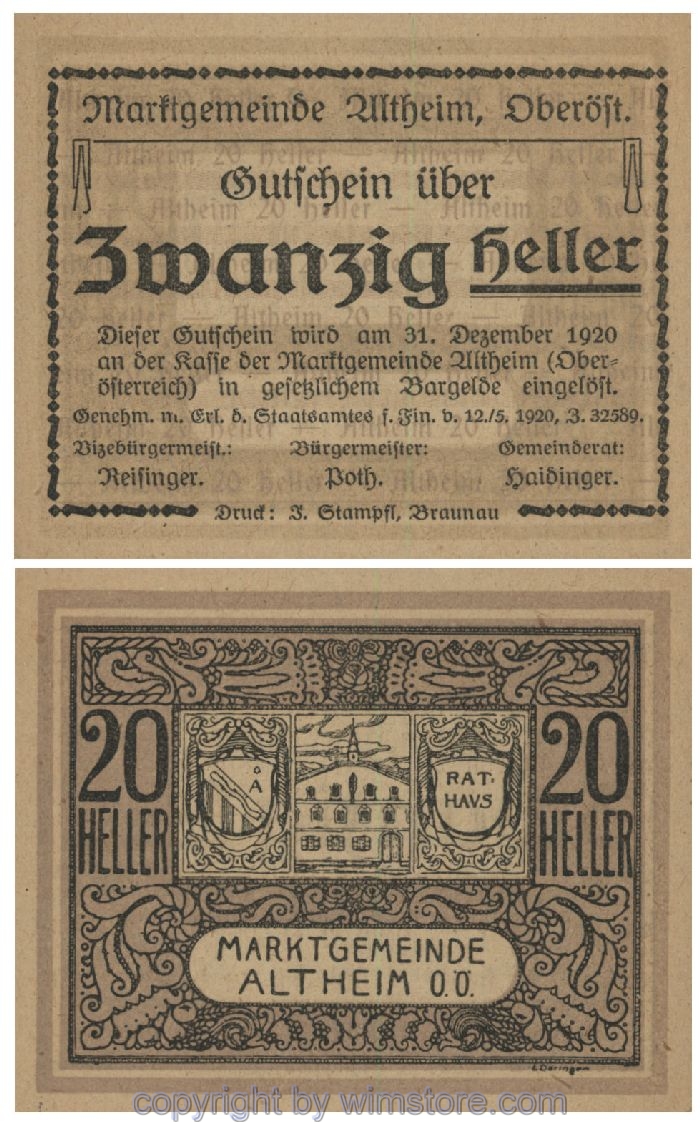 Marktgemeinde Altheim, Oberöst.
Gutschein über
Zwanzig Heller
Dieser Gutschein wird am 31. Dezember 1920
an der Kasse der Marktgemeinde Altheim (Ober-
österreich) in gesetzlichem Bargelde eingelöst.
Genehm. m. Erl. d. Staatsamtes f. Fin. v. 12./5. 1920, Z. 32589.
Vizebürgermeist.: Bürgermeister: Gemeinderat:
Reisinger. Poth. Haidinger.
Druck: J. Stampfl, Braunau
20 HELLER
A
RAT-
HAUS
20 HELLER
MARKTGEMEINDE
ALTHEIM O.Ö.
copyright by wimstore.com